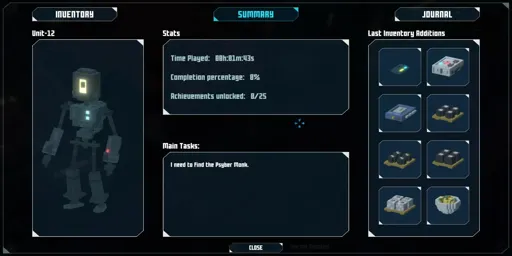 INVENTORY
SUMMARY
JOURNAL
Unit-12
Stats
Last Inventory Additions
Time Played: 00h:01m:43s
Completion percentage: 0%
Achievements unlocked: 0/25
Main Tasks:
I need to find the Psyber Monk.
CLOSE